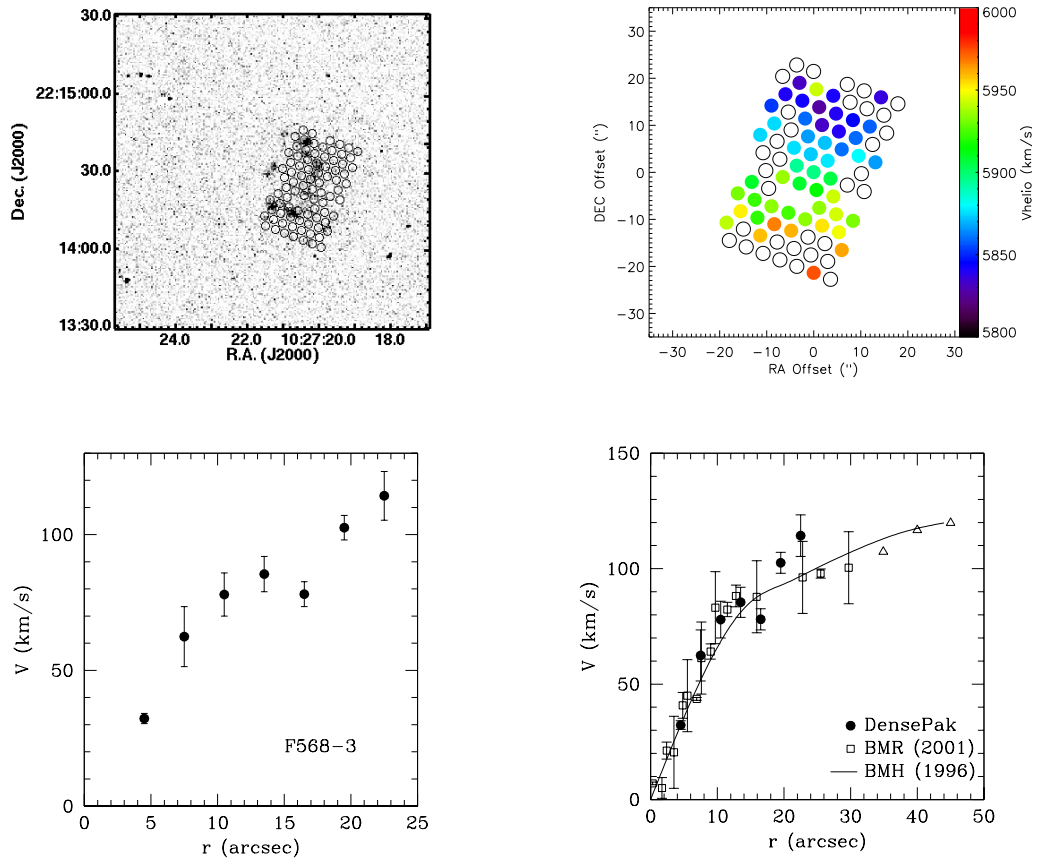 30.0
22:15:00.0
30.0
14:00.0
13:30.0
Dec. (J2000)
24.0 22.0 10:27:20.0 18.0
R.A. (J2000)
30
20
10
0
−10
−20
−30
DEC Offset (")
−30 −20 −10 0 10 20 30
RA Offset (")
6000
5950
5900
5850
5800
Vhelio (km/s)
100
50
0
V (km/s)
F568−3
0 5 10 15 20 25
r (arcsec)
150
100
50
0
V (km/s)
DensePak
BMR (2001)
BMH (1996)
0 10 20 30 40 50
r (arcsec)